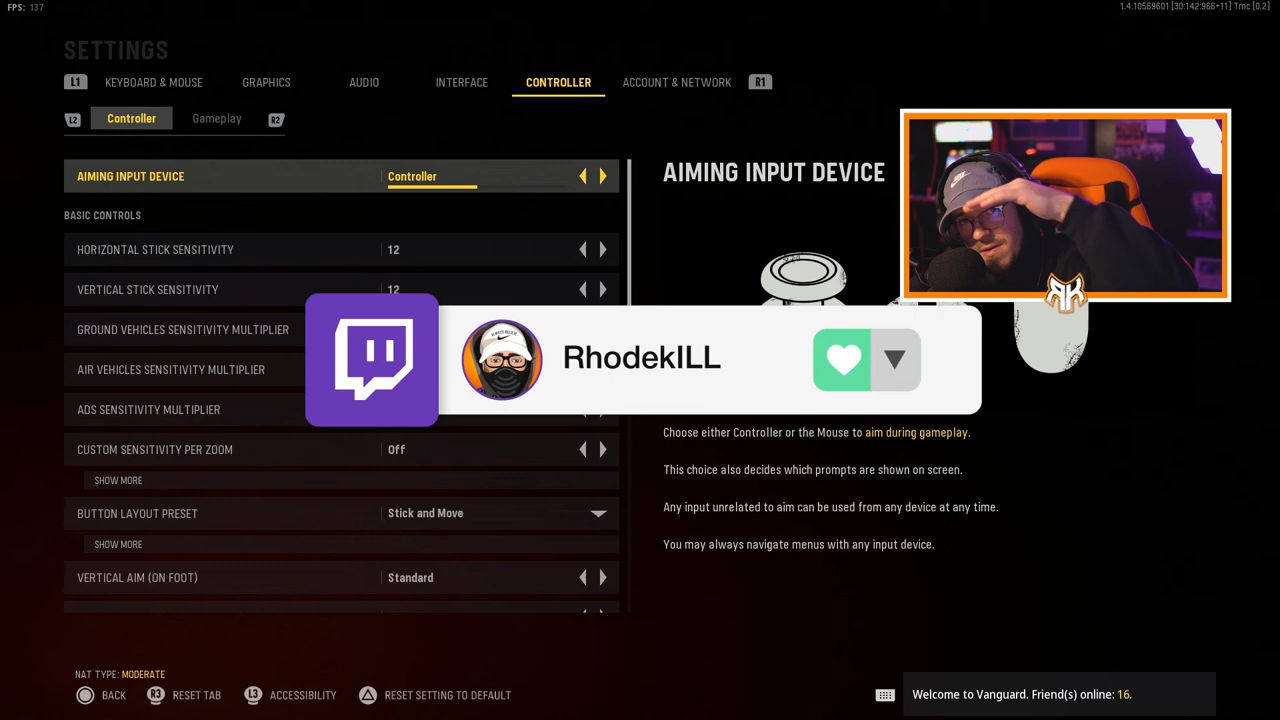 FPS: 137
1.4.10569601 [30:142:966+11] Tmc [0.2]
SETTINGS
L1 KEYBOARD & MOUSE GRAPHICS AUDIO INTERFACE CONTROLLER ACCOUNT & NETWORK R1
L2 Controller Gameplay R2
AIMING INPUT DEVICE Controller
AIMING INPUT DEVICE
BASIC CONTROLS
HORIZONTAL STICK SENSITIVITY 12
VERTICAL STICK SENSITIVITY 12
GROUND VEHICLES SENSITIVITY MULTIPLIER
RhodekILL
AIR VEHICLES SENSITIVITY MULTIPLIER
ADS SENSITIVITY MULTIPLIER
CUSTOM SENSITIVITY PER ZOOM Off
SHOW MORE
BUTTON LAYOUT PRESET Stick and Move
SHOW MORE
VERTICAL AIM (ON FOOT) Standard
Choose either Controller or the Mouse to aim during gameplay.
This choice also decides which prompts are shown on screen.
Any input unrelated to aim can be used from any device at any time.
You may always navigate menus with any input device.
NAT TYPE: MODERATE
BACK R3 RESET TAB L3 ACCESSIBILITY RESET SETTING TO DEFAULT
Welcome to Vanguard. Friend(s) online: 16.